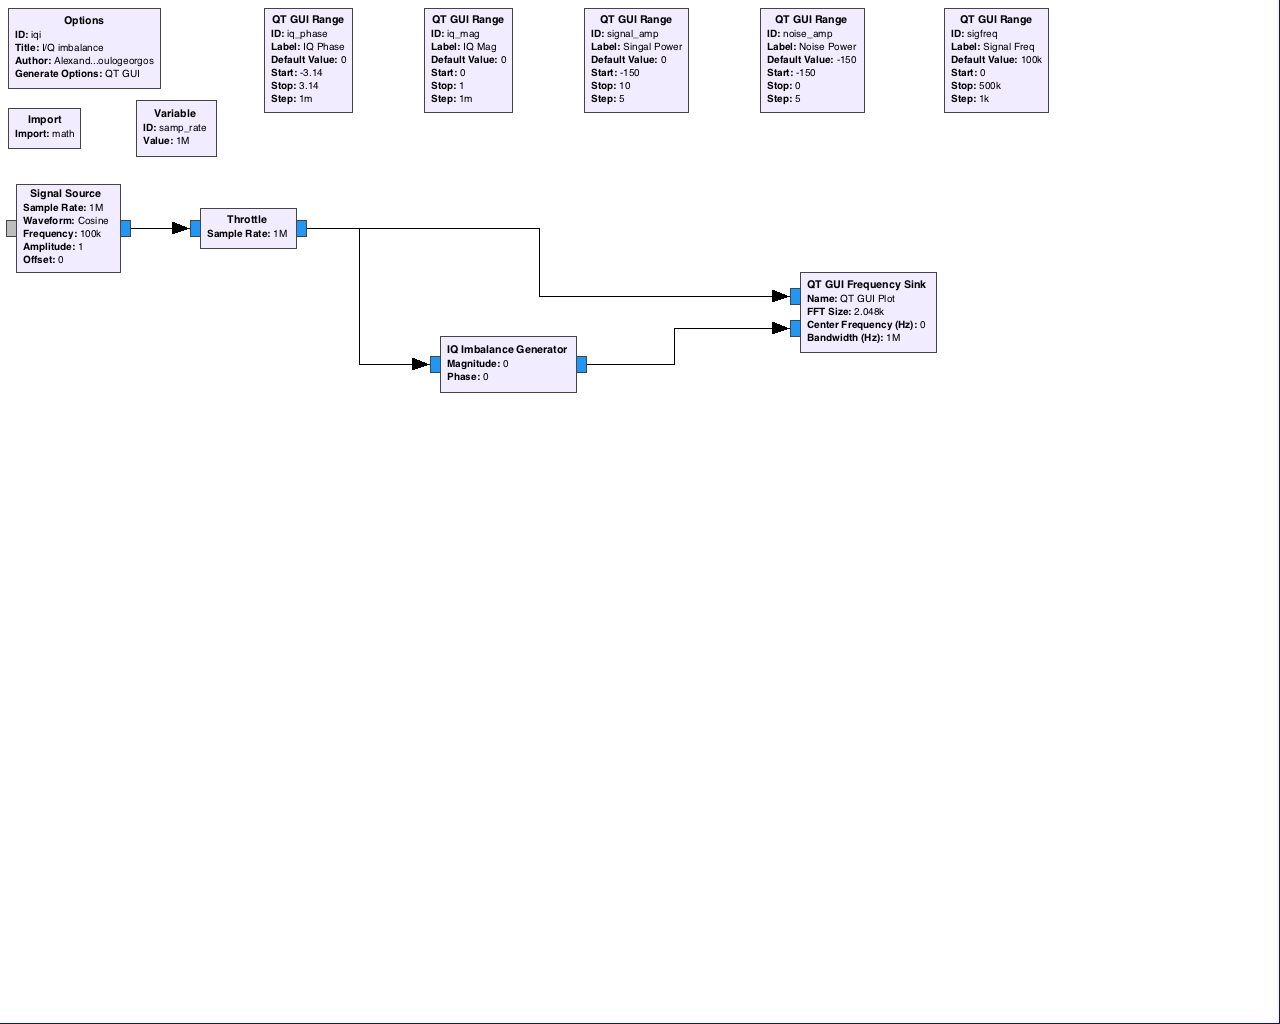 Options
ID: iqi
Title: I/Q imbalance
Author: Alexand...oulogeorgos
Generate Options: QT GUI
QT GUI Range
ID: iq_phase
Label: IQ Phase
Default Value: 0
Start: -3.14
Stop: 3.14
Step: 1m
QT GUI Range
ID: iq_mag
Label: IQ Mag
Default Value: 0
Start: 0
Stop: 1
Step: 1m
QT GUI Range
ID: signal_amp
Label: Singal Power
Default Value: 0
Start: -150
Stop: 10
Step: 5
QT GUI Range
ID: noise_amp
Label: Noise Power
Default Value: -150
Start: -150
Stop: 0
Step: 5
QT GUI Range
ID: sigfreq
Label: Signal Freq
Default Value: 100k
Start: 0
Stop: 500k
Step: 1k
Import
Import: math
Variable
ID: samp_rate
Value: 1M
Signal Source
Sample Rate: 1M
Waveform: Cosine
Frequency: 100k
Amplitude: 1
Offset: 0
Throttle
Sample Rate: 1M
IQ Imbalance Generator
Magnitude: 0
Phase: 0
QT GUI Frequency Sink
Name: QT GUI Plot
FFT Size: 2.048k
Center Frequency (Hz): 0
Bandwidth (Hz): 1M